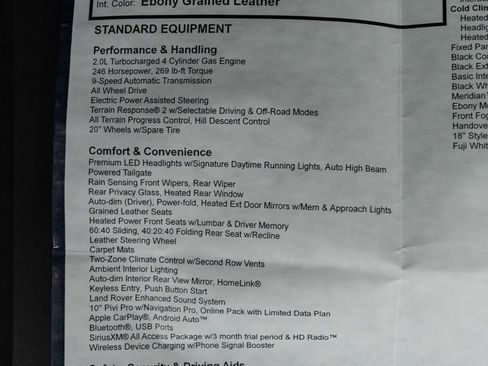 Int. Color: Ebony Grained Leather
STANDARD EQUIPMENT
Performance & Handling
2.0L Turbocharged 4 Cylinder Gas Engine
246 Horsepower, 269 lb-ft Torque
9-Speed Automatic Transmission
All Wheel Drive
Electric Power Assisted Steering
Terrain Response® 2 w/Selectable Driving & Off-Road Modes
All Terrain Progress Control, Hill Descent Control
20" Wheels w/Spare Tire
Comfort & Convenience
Premium LED Headlights w/Signature Daytime Running Lights, Auto High Beam
Powered Tailgate
Rain Sensing Front Wipers, Rear Wiper
Rear Privacy Glass, Heated Rear Window
Auto-dim (Driver), Power-fold, Heated Ext Door Mirrors w/Mem & Approach Lights
Grained Leather Seats
Heated Power Front Seats w/Lumbar & Driver Memory
60:40 Sliding, 40:20:40 Folding Rear Seat w/Recline
Leather Steering Wheel
Carpet Mats
Two-Zone Climate Control w/Second Row Vents
Ambient Interior Lighting
Auto-dim Interior Rear View Mirror, HomeLink®
Keyless Entry, Push Button Start
Land Rover Enhanced Sound System
10" Pivi Pro w/Navigation Pro, Online Pack with Limited Data Plan
Apple CarPlay®, Android Auto™
Bluetooth®, USB Ports
SiriusXM® All Access Package w/3 month trial period & HD Radio™
Wireless Device Charging w/Phone Signal Booster
Cold Clim
Heated
Headlig
Heated
Fixed Pan
Black Con
Black Ext
Basic Inte
Black Wh
Meridian
Ebony Mo
Front Fog
Handover
18" Style
Fuji Whit